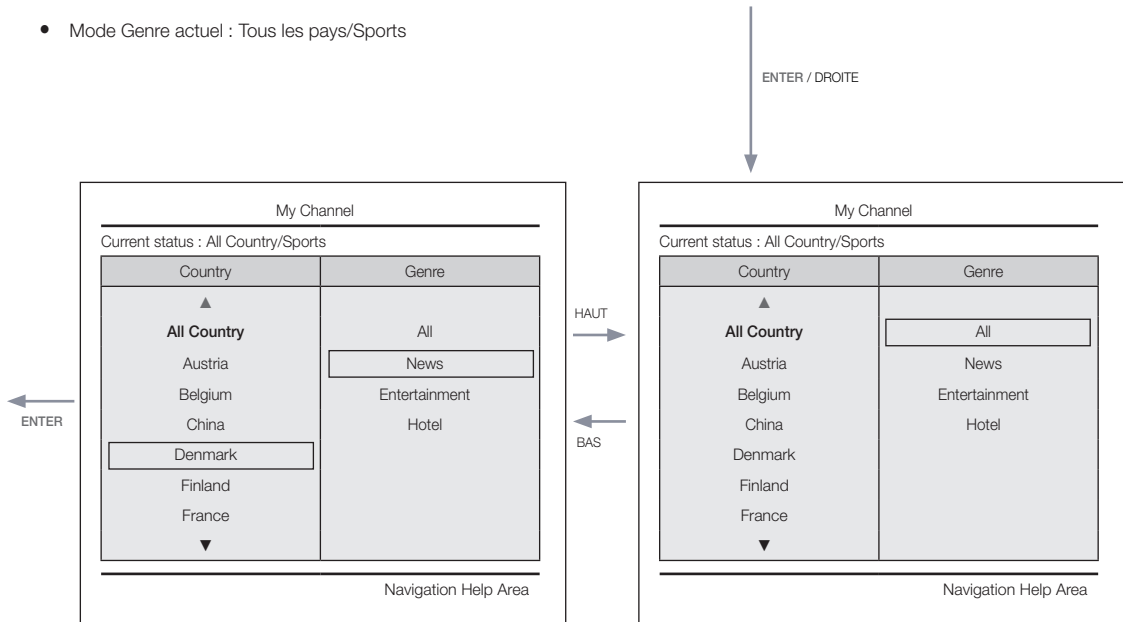 • Mode Genre actuel : Tous les pays/Sports
ENTER / DROITE
My Channel
Current status : All Country/Sports
Country Genre
▲
All Country All
Austria News
Belgium Entertainment
China Hotel
Denmark
Finland
France
▼
Navigation Help Area
ENTER
HAUT
BAS
My Channel
Current status : All Country/Sports
Country Genre
▲
All Country All
Austria News
Belgium Entertainment
China Hotel
Denmark
Finland
France
▼
Navigation Help Area